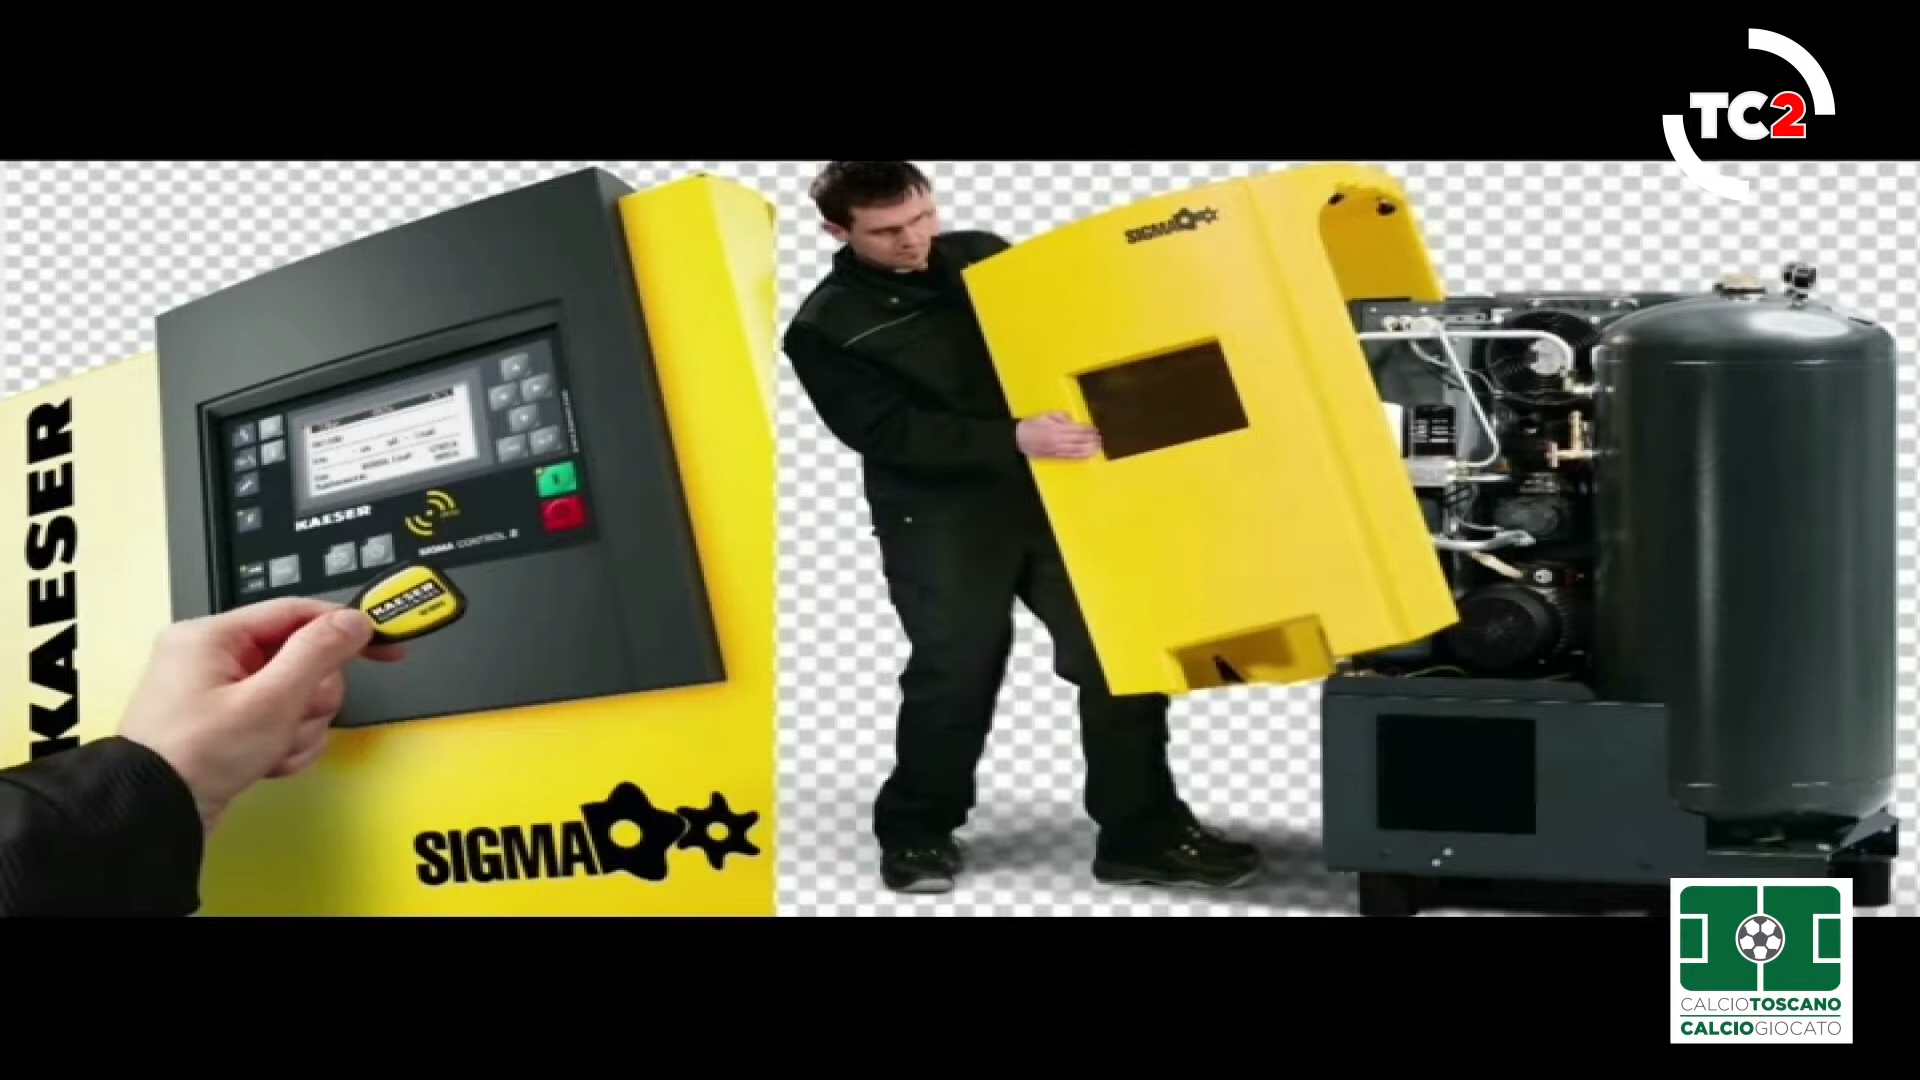 TC2
KAESER
KAESER
SIGMA CONTROL 2
KAESER
SIGMA
SIGMA
CALCIOTOSCANO
CALCIOGIOCATO